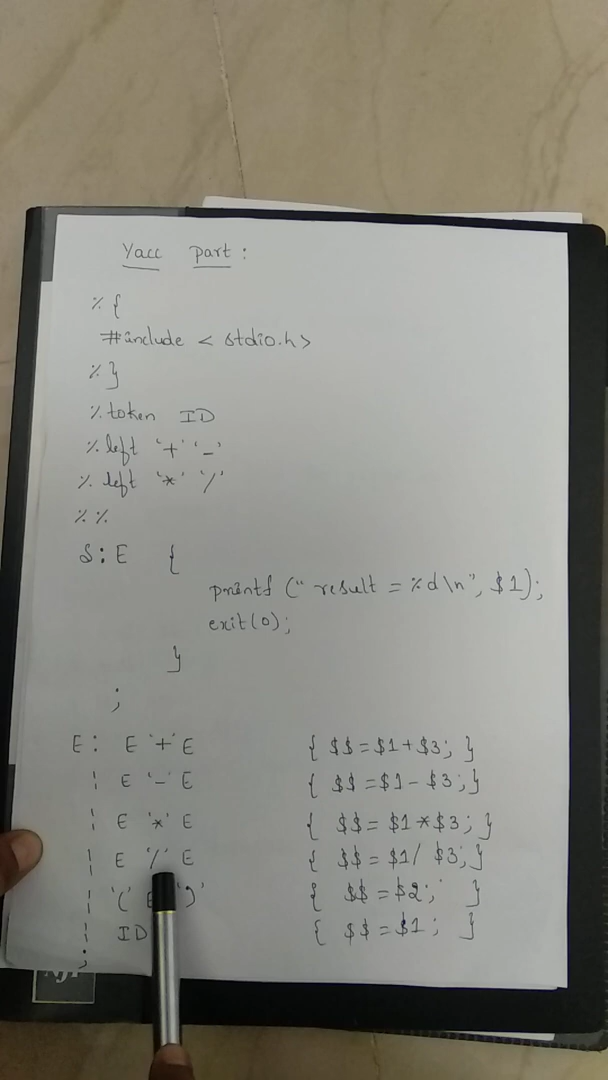 Yacc part :
% {
#include < stdio.h>
% }
% token ID
% left '+' '-'
% left '*' '/'
% %
S : E {
printf (" result = %d\n", $1);
exit(0);
}
;
E : E '+' E { $$ = $1 + $3; }
| E '-' E { $$ = $1 - $3; }
| E '*' E { $$ = $1 * $3; }
| E '/' E { $$ = $1 / $3; }
| '(' E ')' { $$ = $2; }
| ID { $$ = $1; }
;